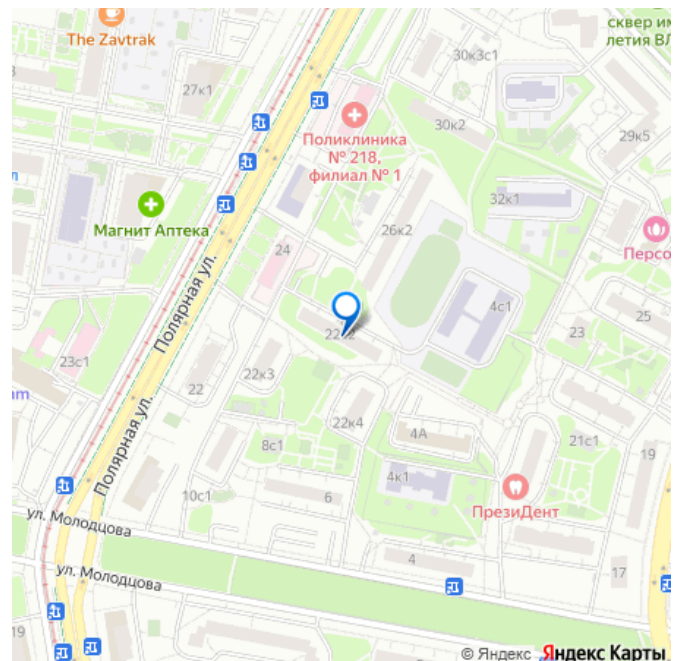 The Zavtrak
3
27к1
30к3с1
сквер им
летия ВЛ
30к2
29к5
Поликлиника
№ 218,
филиал № 1
32к1
л
Магнит Аптека
24
26к2
Персо
Полярная ул.
4с1
25
23
23с1
22к3
22
22к4
8с1
4А
21с1
19
Полярная ул.
10с1
6
4к1
ПрезиДент
ул. Молодцова
4
17
ул. Молодцова
19
© Яндекс Яндекс Карты